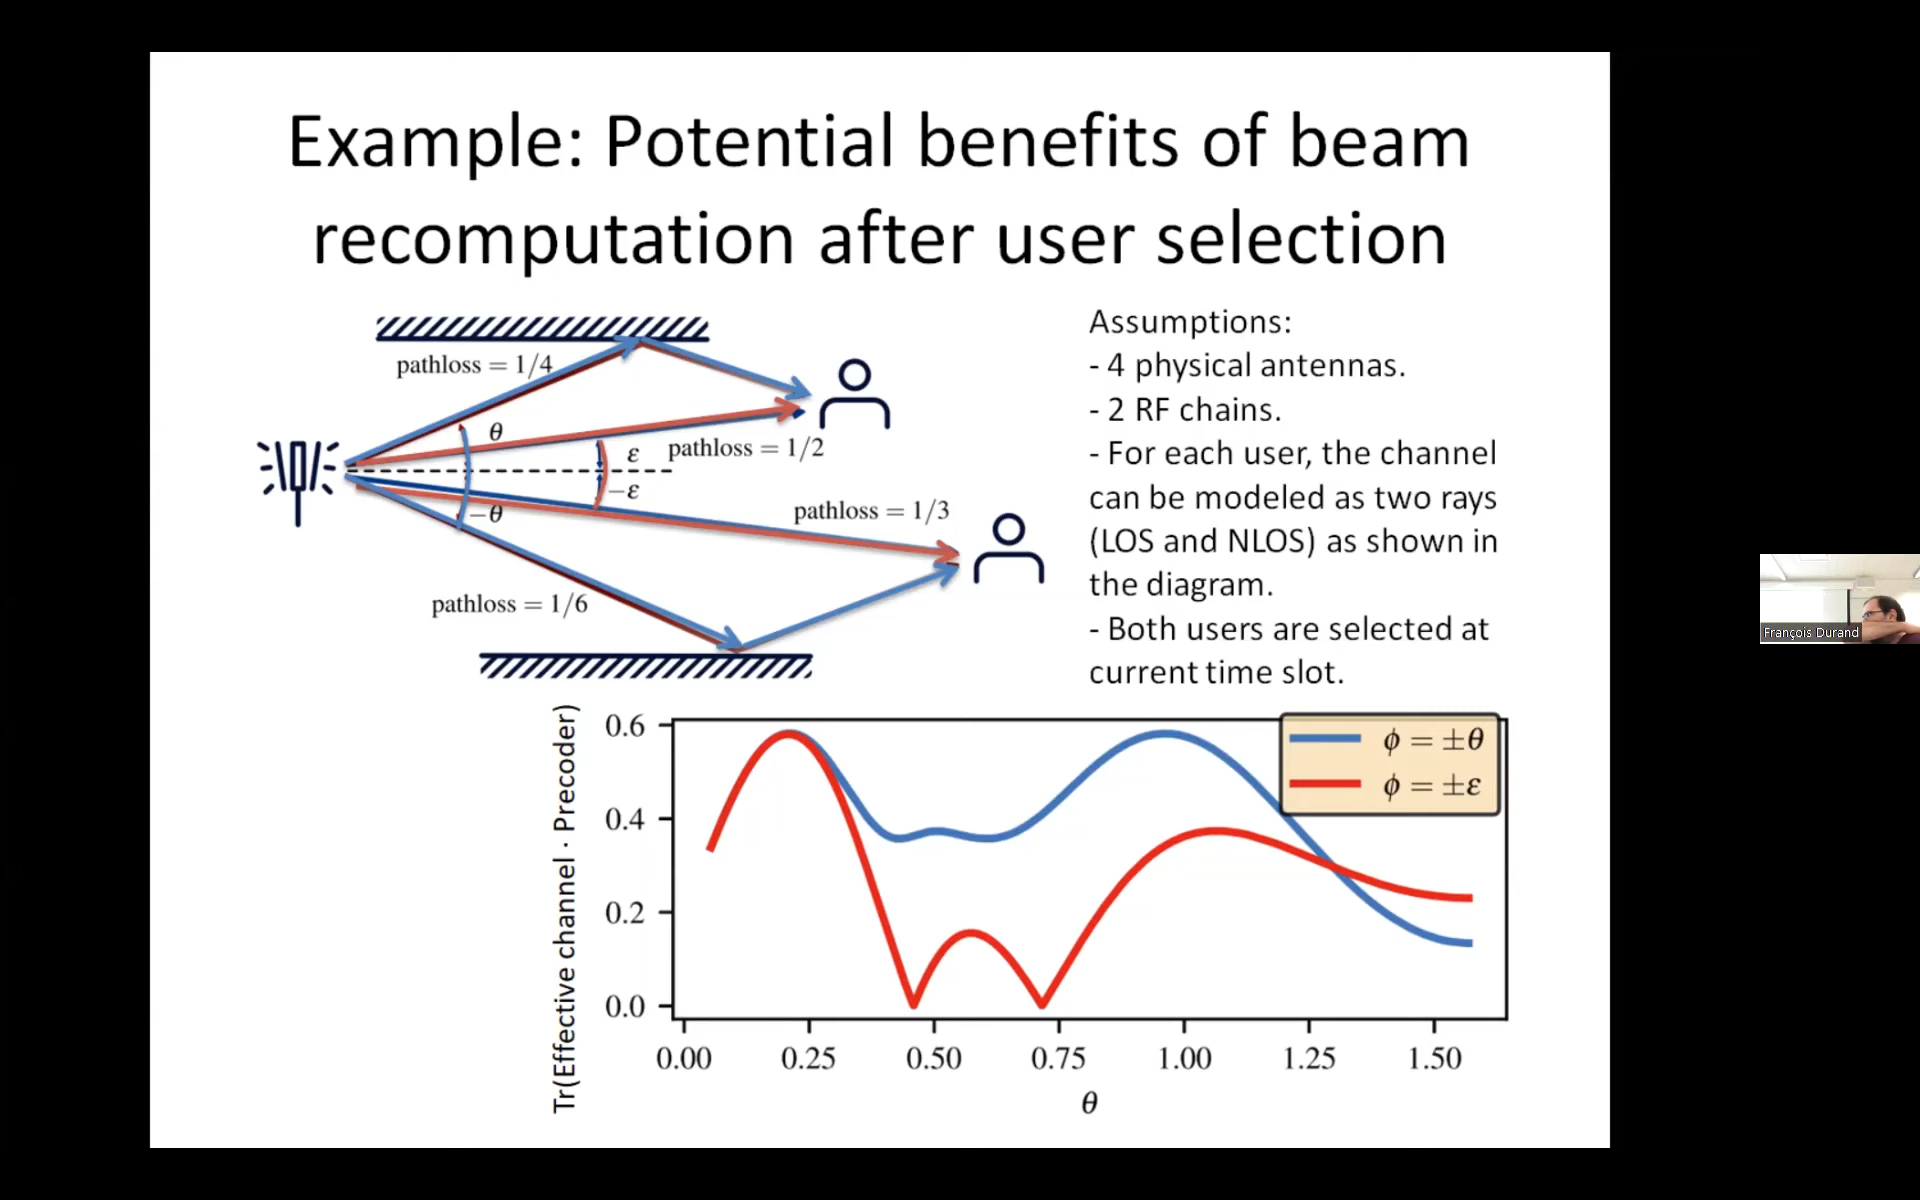 Example: Potential benefits of beam
recomputation after user selection
pathloss = 1/4
θ
ε
pathloss = 1/2
−ε
−θ
pathloss = 1/3
pathloss = 1/6
Assumptions:
- 4 physical antennas.
- 2 RF chains.
- For each user, the channel
can be modeled as two rays
(LOS and NLOS) as shown in
the diagram.
- Both users are selected at
current time slot.
Tr(Effective channel · Precoder)
0.6
0.4
0.2
0.0
ϕ = ±θ
ϕ = ±ε
0.00 0.25 0.50 0.75 1.00 1.25 1.50
θ
François Durand